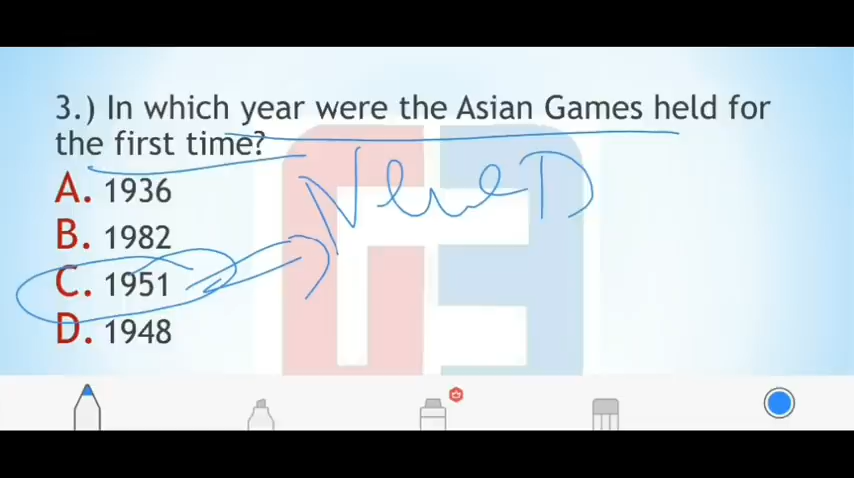 3.) In which year were the Asian Games held for
the first time?
A. 1936
B. 1982
C. 1951
D. 1948